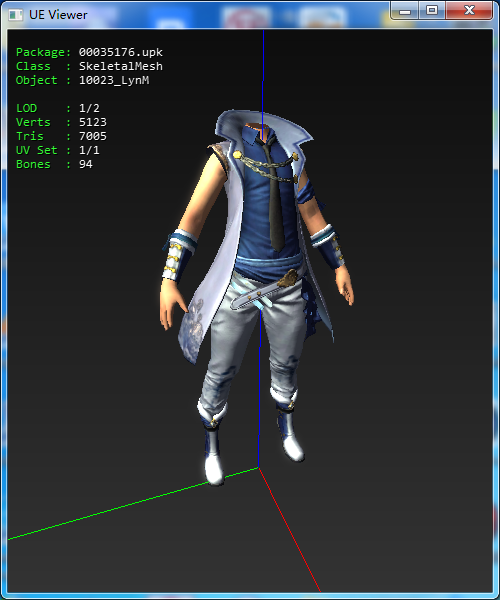 UE Viewer
Package: 00035176.upk
Class : SkeletalMesh
Object : 10023_LynM
LOD : 1/2
Verts : 5123
Tris : 7005
UV Set : 1/1
Bones : 94